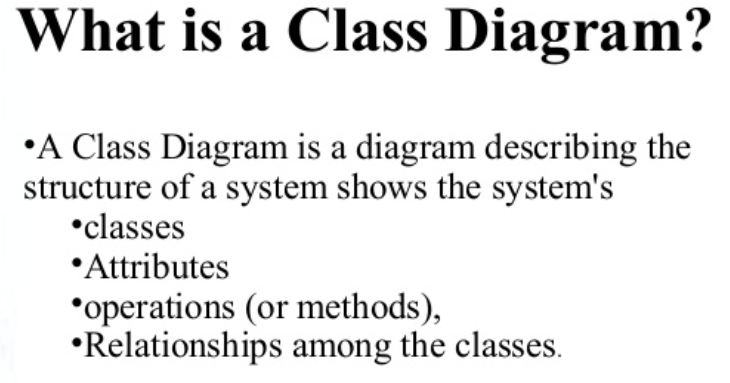 What is a Class Diagram?
•A Class Diagram is a diagram describing the
structure of a system shows the system's
•classes
•Attributes
•operations (or methods),
•Relationships among the classes.